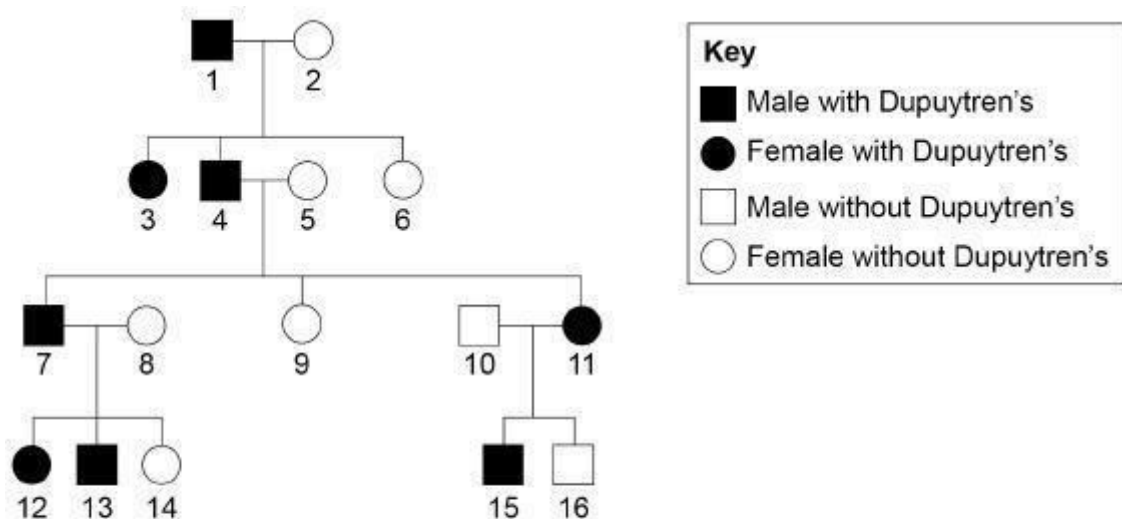 Key
Male with Dupuytren's
Female with Dupuytren's
Male without Dupuytren's
Female without Dupuytren's
1 2
3 4 5 6
7 8 9 10 11
12 13 14 15 16